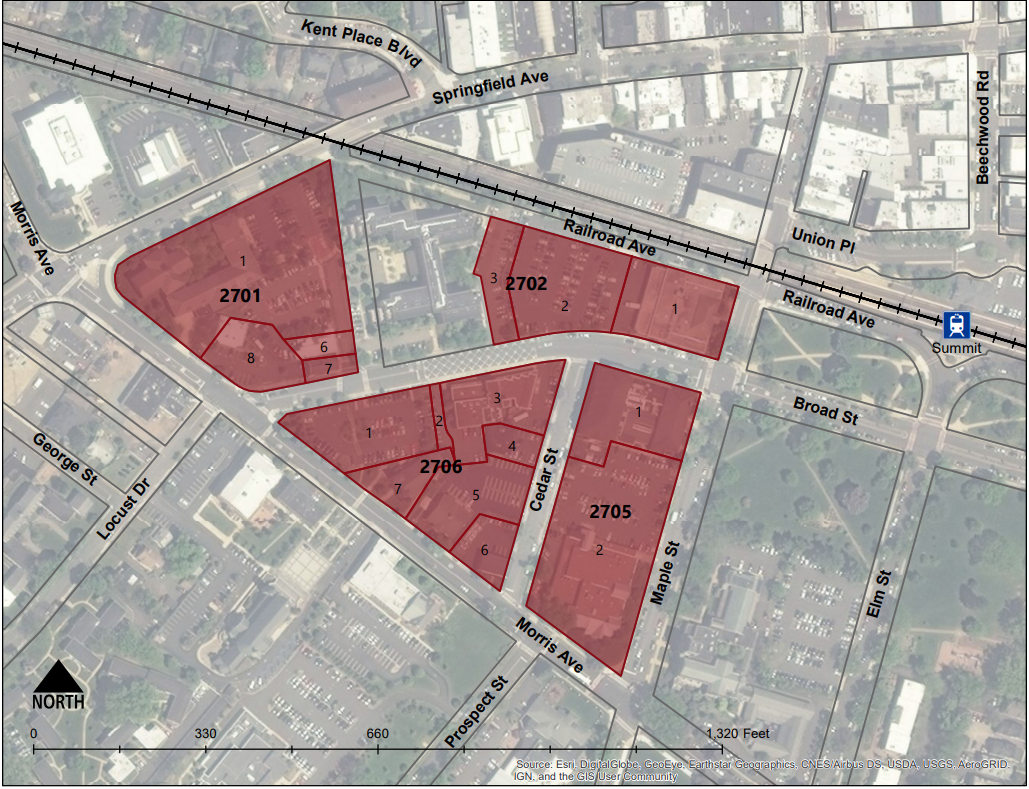 Kent Place Blvd
Springfield Ave
Beechwood Rd
Morris Ave
Railroad Ave
Union Pl
1
2701
3
2702
2
1
Railroad Ave
Summit
6
8
7
Broad St
3
1
2
1
4
2706
George St
Locust Dr
7
5
Cedar St
2705
6
2
Maple St
Elm St
Morris Ave
Prospect St
NORTH
0 330 660 1,320 Feet
Source: Esri, DigitalGlobe, GeoEye, Earthstar Geographics, CNES/Airbus DS, USDA, USGS, AeroGRID,
IGN, and the GIS User Community